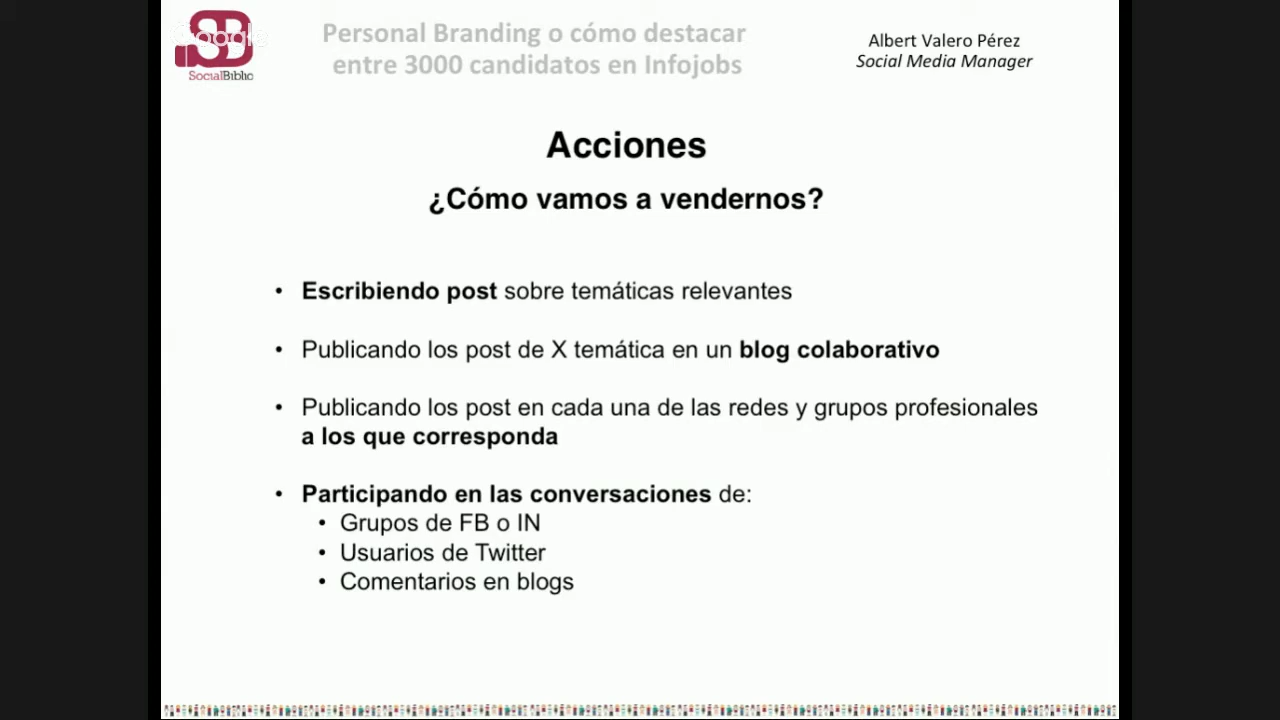 Google
SocialBiblio
Personal Branding o cómo destacar
entre 3000 candidatos en Infojobs
Albert Valero Pérez
Social Media Manager
Acciones
¿Cómo vamos a vendernos?
• Escribiendo post sobre temáticas relevantes
• Publicando los post de X temática en un blog colaborativo
• Publicando los post en cada una de las redes y grupos profesionales
a los que corresponda
• Participando en las conversaciones de:
• Grupos de FB o IN
• Usuarios de Twitter
• Comentarios en blogs